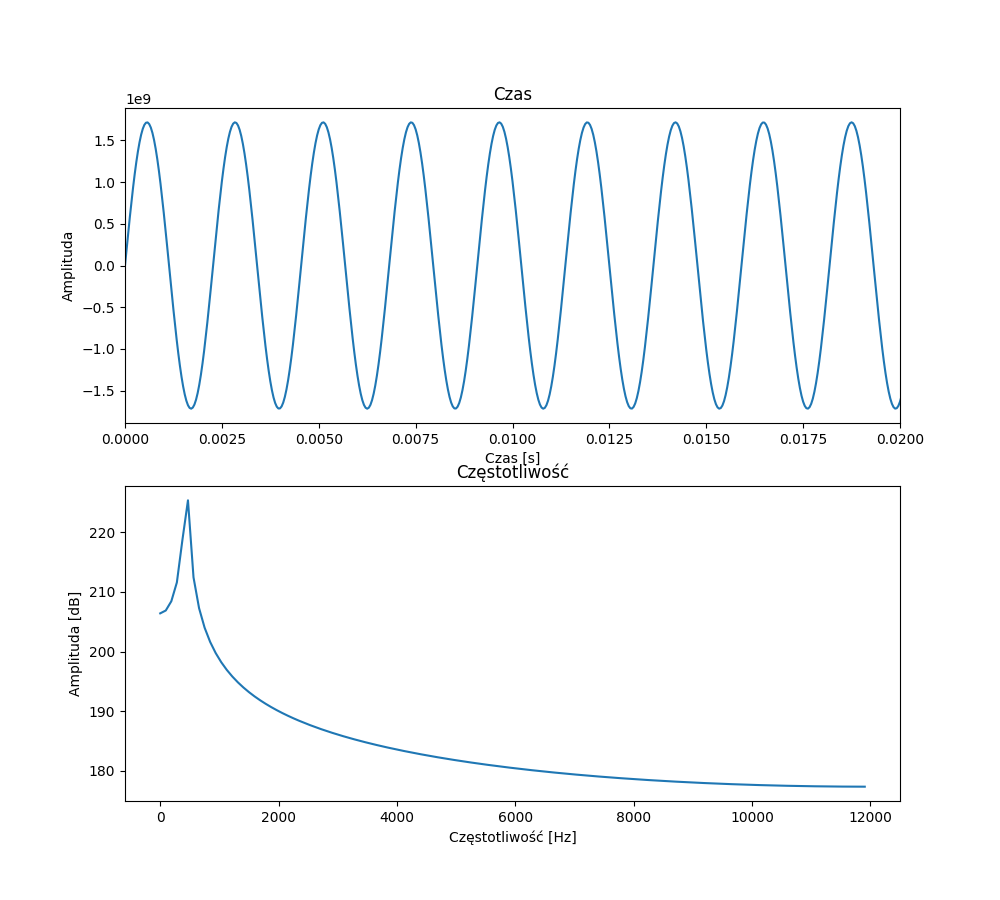 Czas
1e9
1.5
1.0
0.5
0.0
−0.5
−1.0
−1.5
Amplituda
0.0000 0.0025 0.0050 0.0075 0.0100 0.0125 0.0150 0.0175 0.0200
Czas [s]
Częstotliwość
220
210
200
190
180
Amplituda [dB]
0 2000 4000 6000 8000 10000 12000
Częstotliwość [Hz]